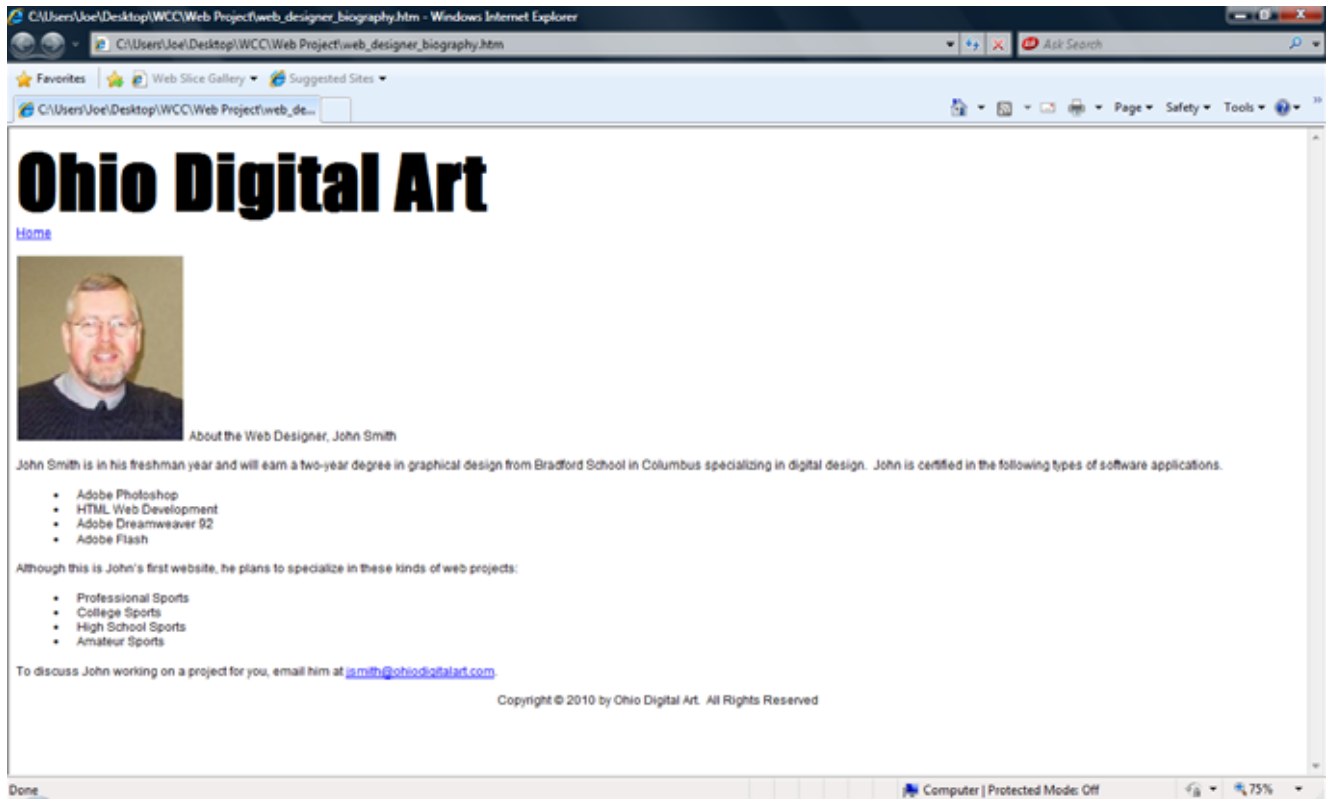 C:\Users\Joe\Desktop\WCC\Web Project\web_designer_biography.htm - Windows Internet Explorer
C:\Users\Joe\Desktop\WCC\Web Project\web_designer_biography.htm
Ask Search
Favorites Web Slice Gallery Suggested Sites
C:\Users\Joe\Desktop\WCC\Web Project\web_de...
Page Safety Tools
Ohio Digital Art
Home
About the Web Designer, John Smith
John Smith is in his freshman year and will earn a two-year degree in graphical design from Bradford School in Columbus specializing in digital design. John is certified in the following types of software applications.
• Adobe Photoshop
• HTML Web Development
• Adobe Dreamweaver 92
• Adobe Flash
Although this is John's first website, he plans to specialize in these kinds of web projects:
• Professional Sports
• College Sports
• High School Sports
• Amateur Sports
To discuss John working on a project for you, email him at jsmith@ohiodigitalart.com.
Copyright © 2010 by Ohio Digital Art. All Rights Reserved
Done
Computer | Protected Mode: Off
75%